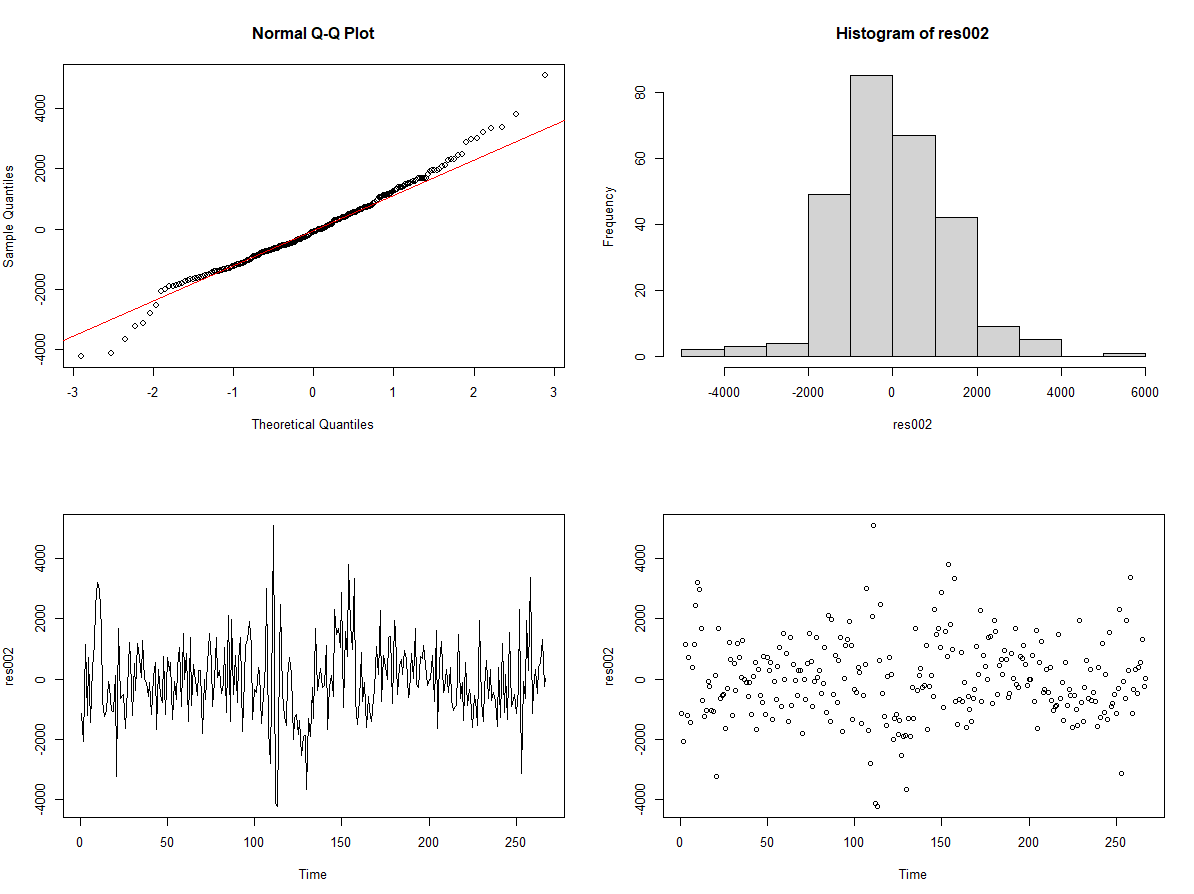 Normal Q-Q Plot
Sample Quantiles
4000
2000
0
-2000
-4000
-3 -2 -1 0 1 2 3
Theoretical Quantiles
Histogram of res002
Frequency
80
60
40
20
0
-4000 -2000 0 2000 4000 6000
res002
res002
4000
2000
0
-2000
-4000
0 50 100 150 200 250
Time
res002
4000
2000
0
-2000
-4000
0 50 100 150 200 250
Time